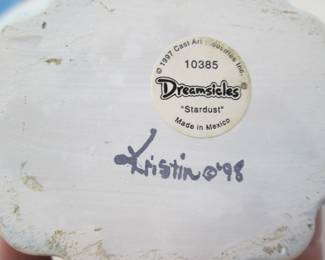 © 1997 Cast Art Industries Inc.
10385
Dreamsicles
"Stardust"
Made in Mexico
Kristin © '98